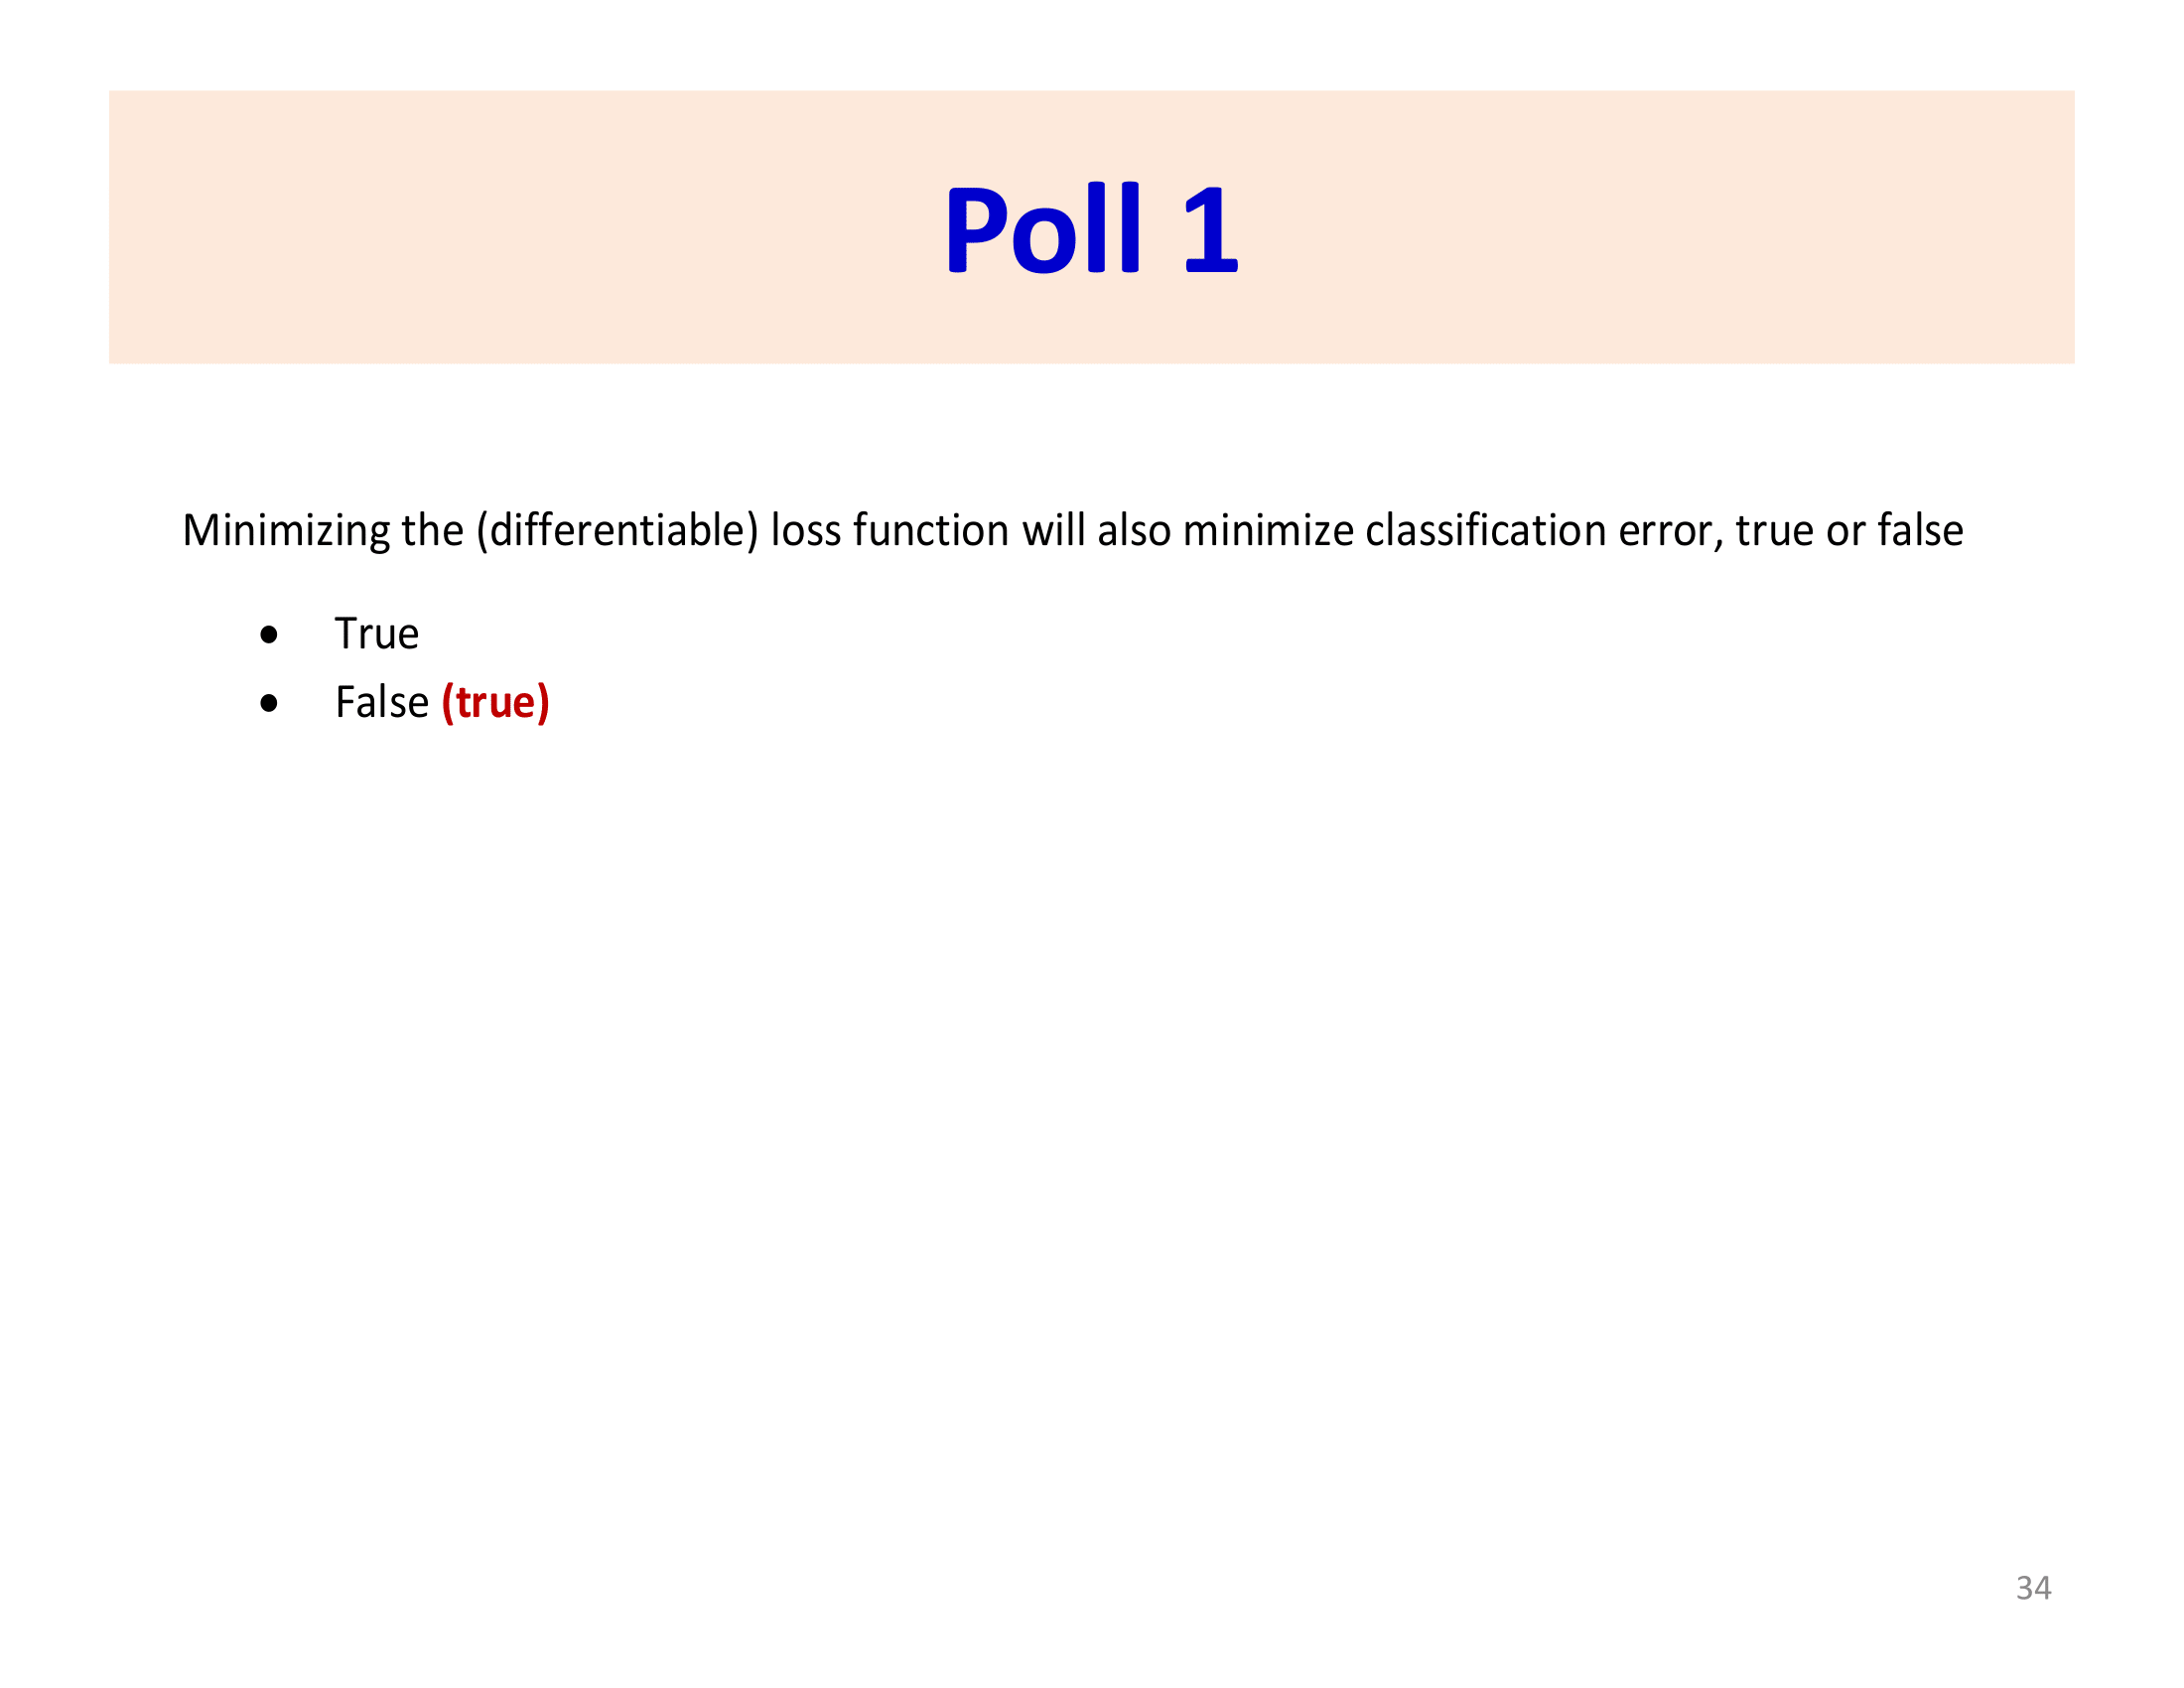 Poll 1
Minimizing the (differentiable) loss function will also minimize classification error, true or false
● True
● False (true)
34